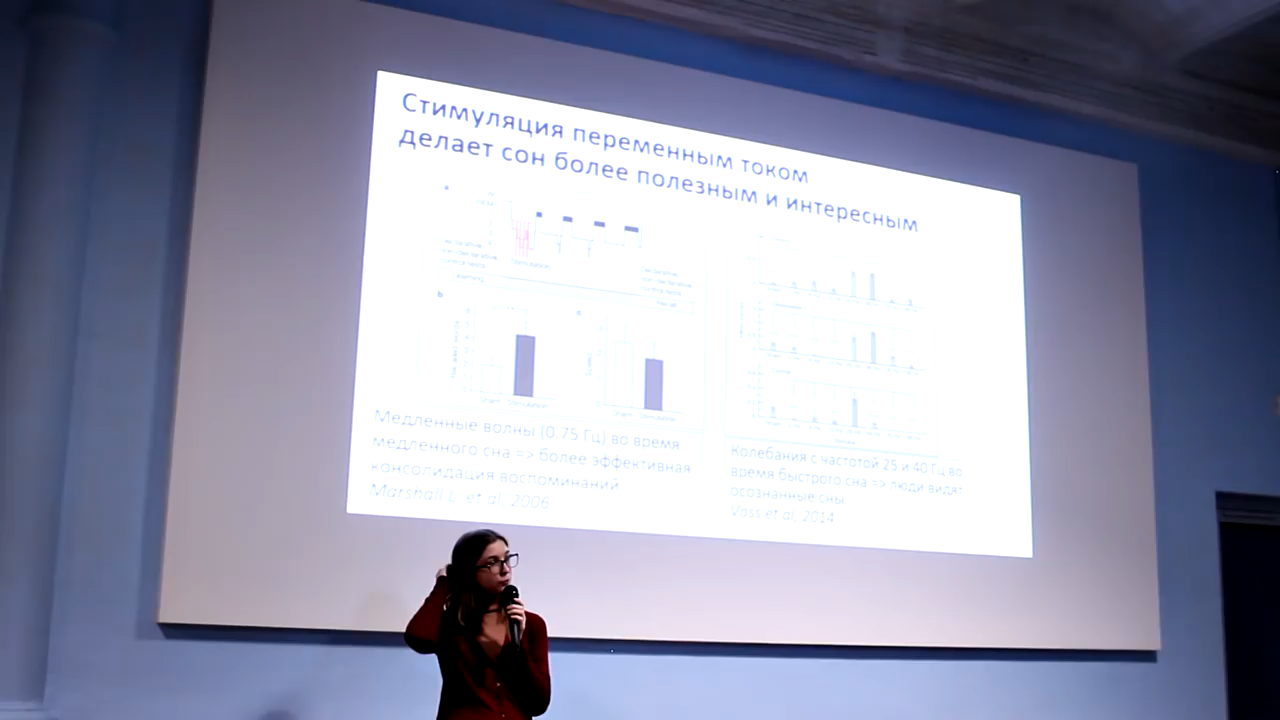 Стимуляция переменным током
делает сон более полезным и интересным
Медленные волны (0.75 Гц) во время
медленного сна => более эффективная
консолидация воспоминаний
Marshall L. et al, 2006
Колебания с частотой 25 и 40 Гц во
время быстрого сна => люди видят
осознанные сны
Voss et al, 2014